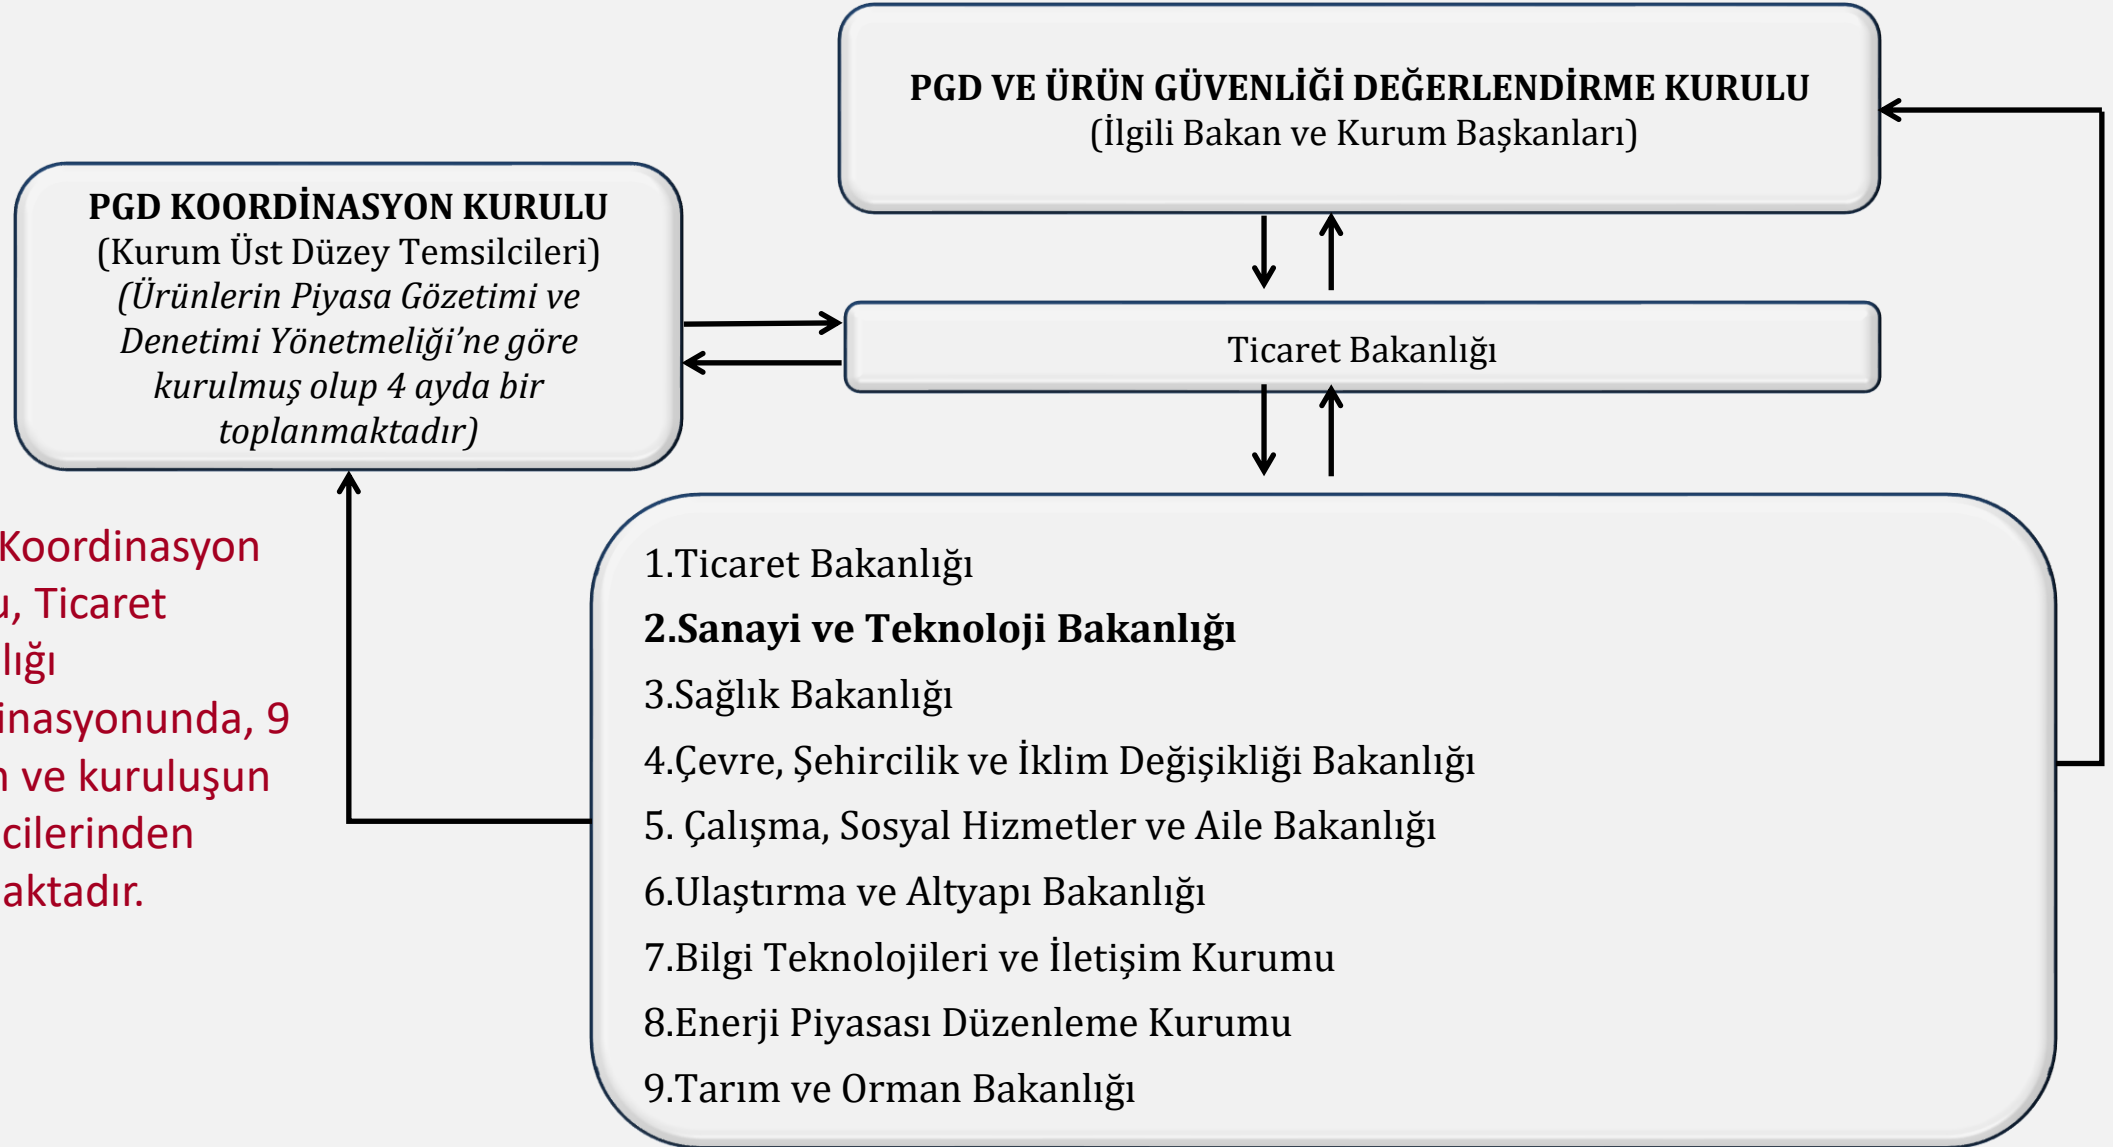 PGD VE ÜRÜN GÜVENLİĞİ DEĞERLENDİRME KURULU
(İlgili Bakan ve Kurum Başkanları)
PGD KOORDİNASYON KURULU
(Kurum Üst Düzey Temsilcileri)
(Ürünlerin Piyasa Gözetimi ve
Denetimi Yönetmeliği’ne göre
kurulmuş olup 4 ayda bir
toplanmaktadır)
Ticaret Bakanlığı
Koordinasyon
u, Ticaret
lığı
inasyonunda, 9
ve kuruluşun
cilerinden
aktadır.
1.Ticaret Bakanlığı
2.Sanayi ve Teknoloji Bakanlığı
3.Sağlık Bakanlığı
4.Çevre, Şehircilik ve İklim Değişikliği Bakanlığı
5. Çalışma, Sosyal Hizmetler ve Aile Bakanlığı
6.Ulaştırma ve Altyapı Bakanlığı
7.Bilgi Teknolojileri ve İletişim Kurumu
8.Enerji Piyasası Düzenleme Kurumu
9.Tarım ve Orman Bakanlığı